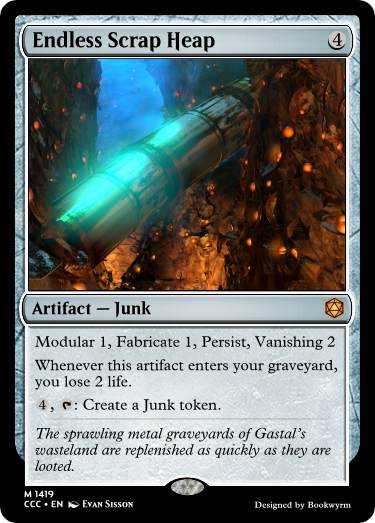 Endless Scrap Heap 4
Artifact — Junk
Modular 1, Fabricate 1, Persist, Vanishing 2
Whenever this artifact enters your graveyard,
you lose 2 life.
4, : Create a Junk token.
The sprawling metal graveyards of Gastal's
wasteland are replenished as quickly as they are
looted.
M 1419
CCC • EN Evan Sisson
Designed by Bookwyrm